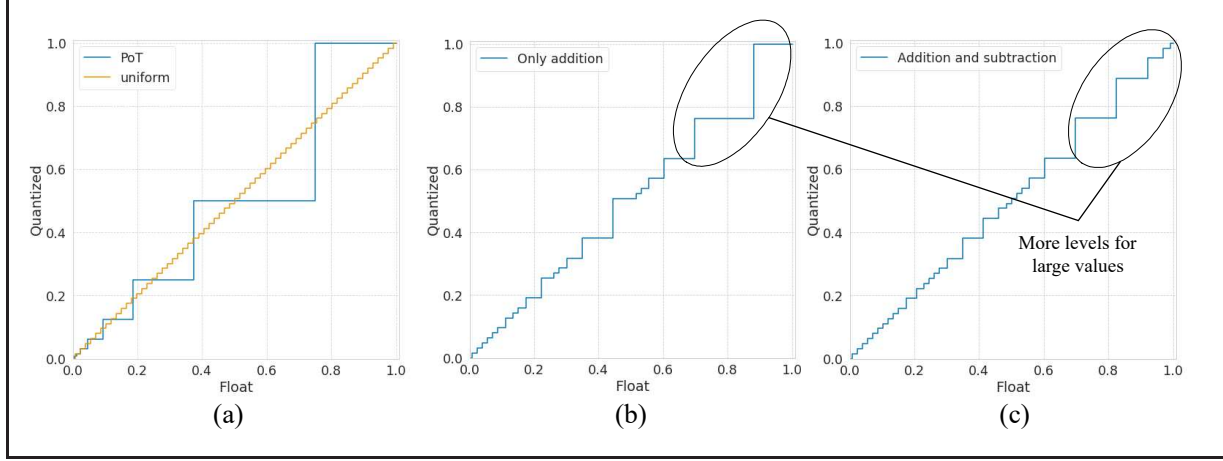 PoT
uniform
1.0
0.8
0.6
0.4
0.2
0.0
Quantized
0.0 0.2 0.4 0.6 0.8 1.0
Float
(a)
Only addition
1.0
0.8
0.6
0.4
0.2
0.0
Quantized
0.0 0.2 0.4 0.6 0.8 1.0
Float
(b)
Addition and subtraction
1.0
0.8
0.6
0.4
0.2
0.0
Quantized
0.0 0.2 0.4 0.6 0.8 1.0
Float
(c)
More levels for
large values